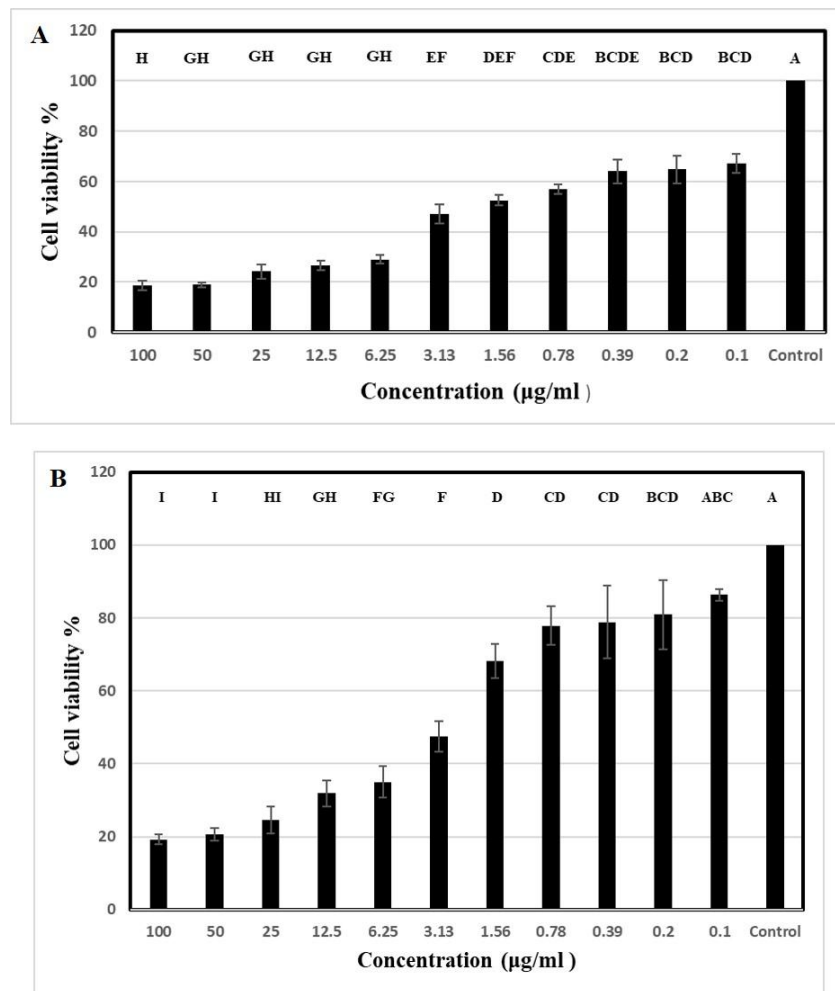 A
120
H GH GH GH GH EF DEF CDE BCDE BCD BCD A
100
80
60
40
20
0
Cell viability %
100 50 25 12.5 6.25 3.13 1.56 0.78 0.39 0.2 0.1 Control
Concentration (µg/ml )
B
120
I I HI GH FG F D CD CD BCD ABC A
100
80
60
40
20
0
Cell viability %
100 50 25 12.5 6.25 3.13 1.56 0.78 0.39 0.2 0.1 Control
Concentration (µg/ml )